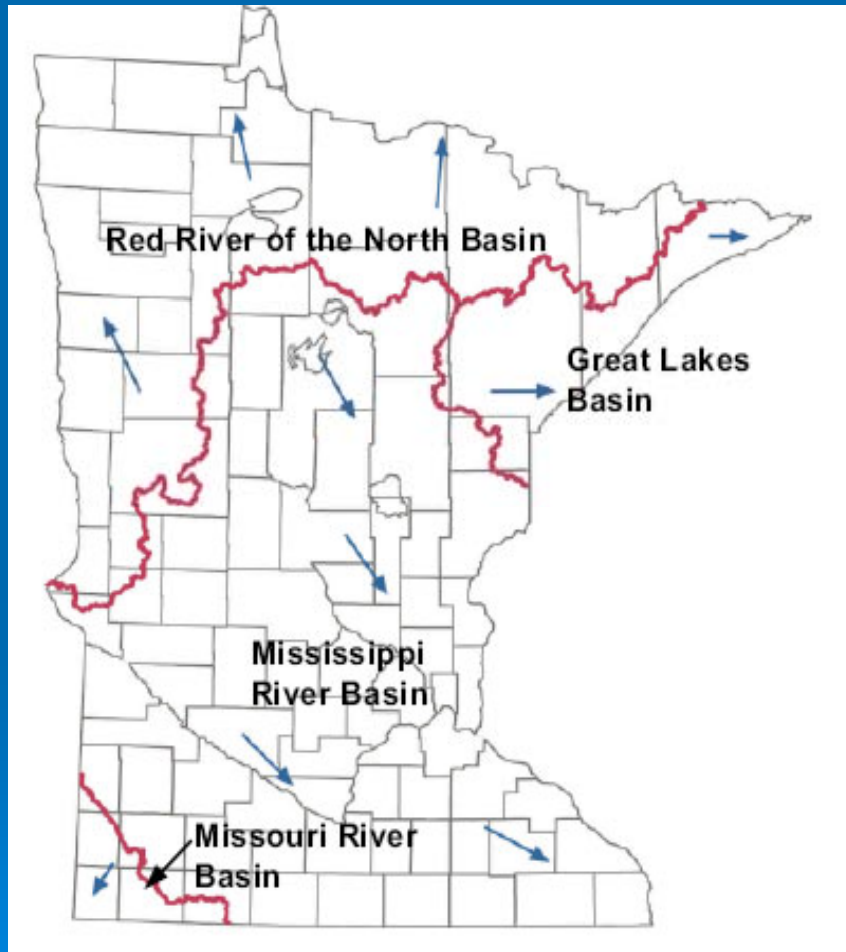 Red River of the North Basin
Great Lakes
Basin
Mississippi
River Basin
Missouri River
Basin